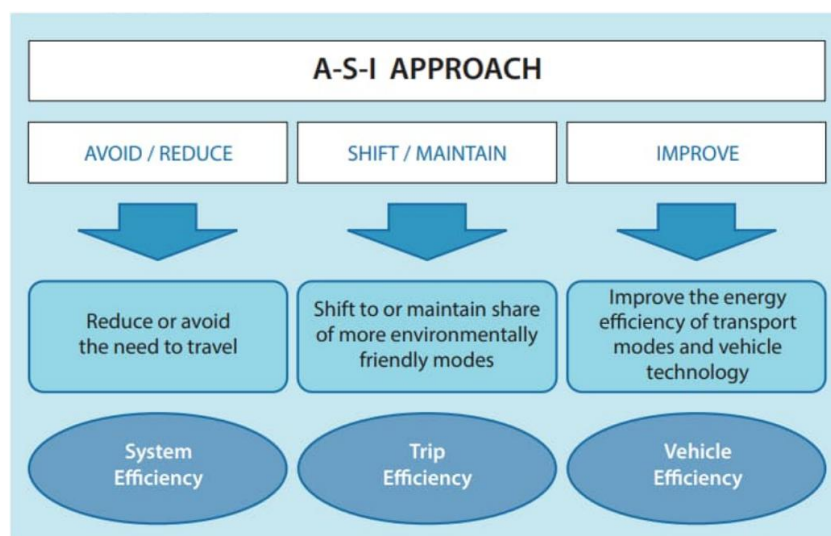 A-S-I APPROACH
AVOID / REDUCE
SHIFT / MAINTAIN
IMPROVE
Reduce or avoid
the need to travel
Shift to or maintain share
of more environmentally
friendly modes
Improve the energy
efficiency of transport
modes and vehicle
technology
System
Efficiency
Trip
Efficiency
Vehicle
Efficiency